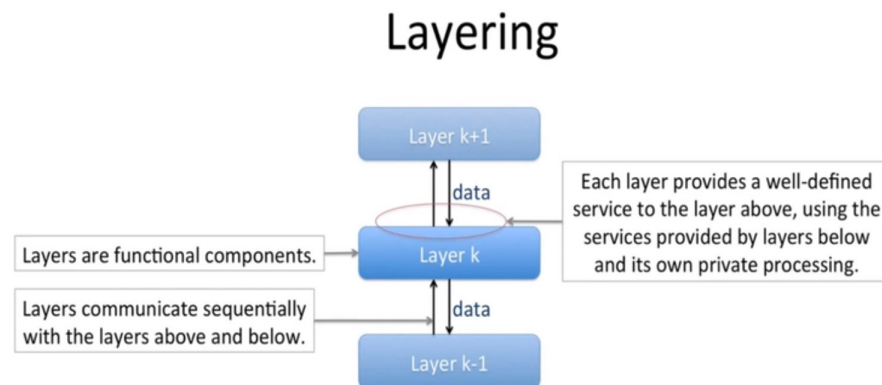 Layering
Layer k+1
data
Each layer provides a well-defined
service to the layer above, using the
services provided by layers below
and its own private processing.
Layers are functional components.
Layer k
Layers communicate sequentially
with the layers above and below.
data
Layer k-1